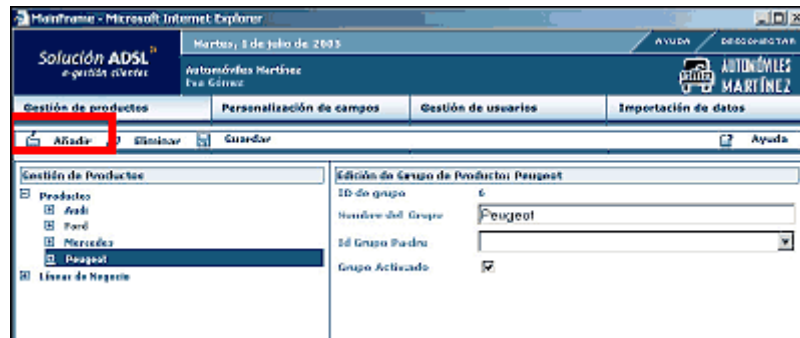 MainFrame - Microsoft Internet Explorer
Martes, 1 de julio de 2003
AYUDA
DESCONECTAR
Solución ADSL
e-gestión clientes
Automóviles Martínez
Eva Gómez
AUTOMÓVILES
MARTÍNEZ
Gestión de productos
Personalización de campos
Gestión de usuarios
Importación de datos
Añadir
Eliminar
Guardar
Ayuda
Gestión de Productos
Edición de Grupo de Producto: Peugeot
Productos
ID de grupo
6
Audi
Nombre del Grupo
Peugeot
Ford
Mercedes
Id Grupo Padre
Peugeot
Grupo Activado
Líneas de Negocio